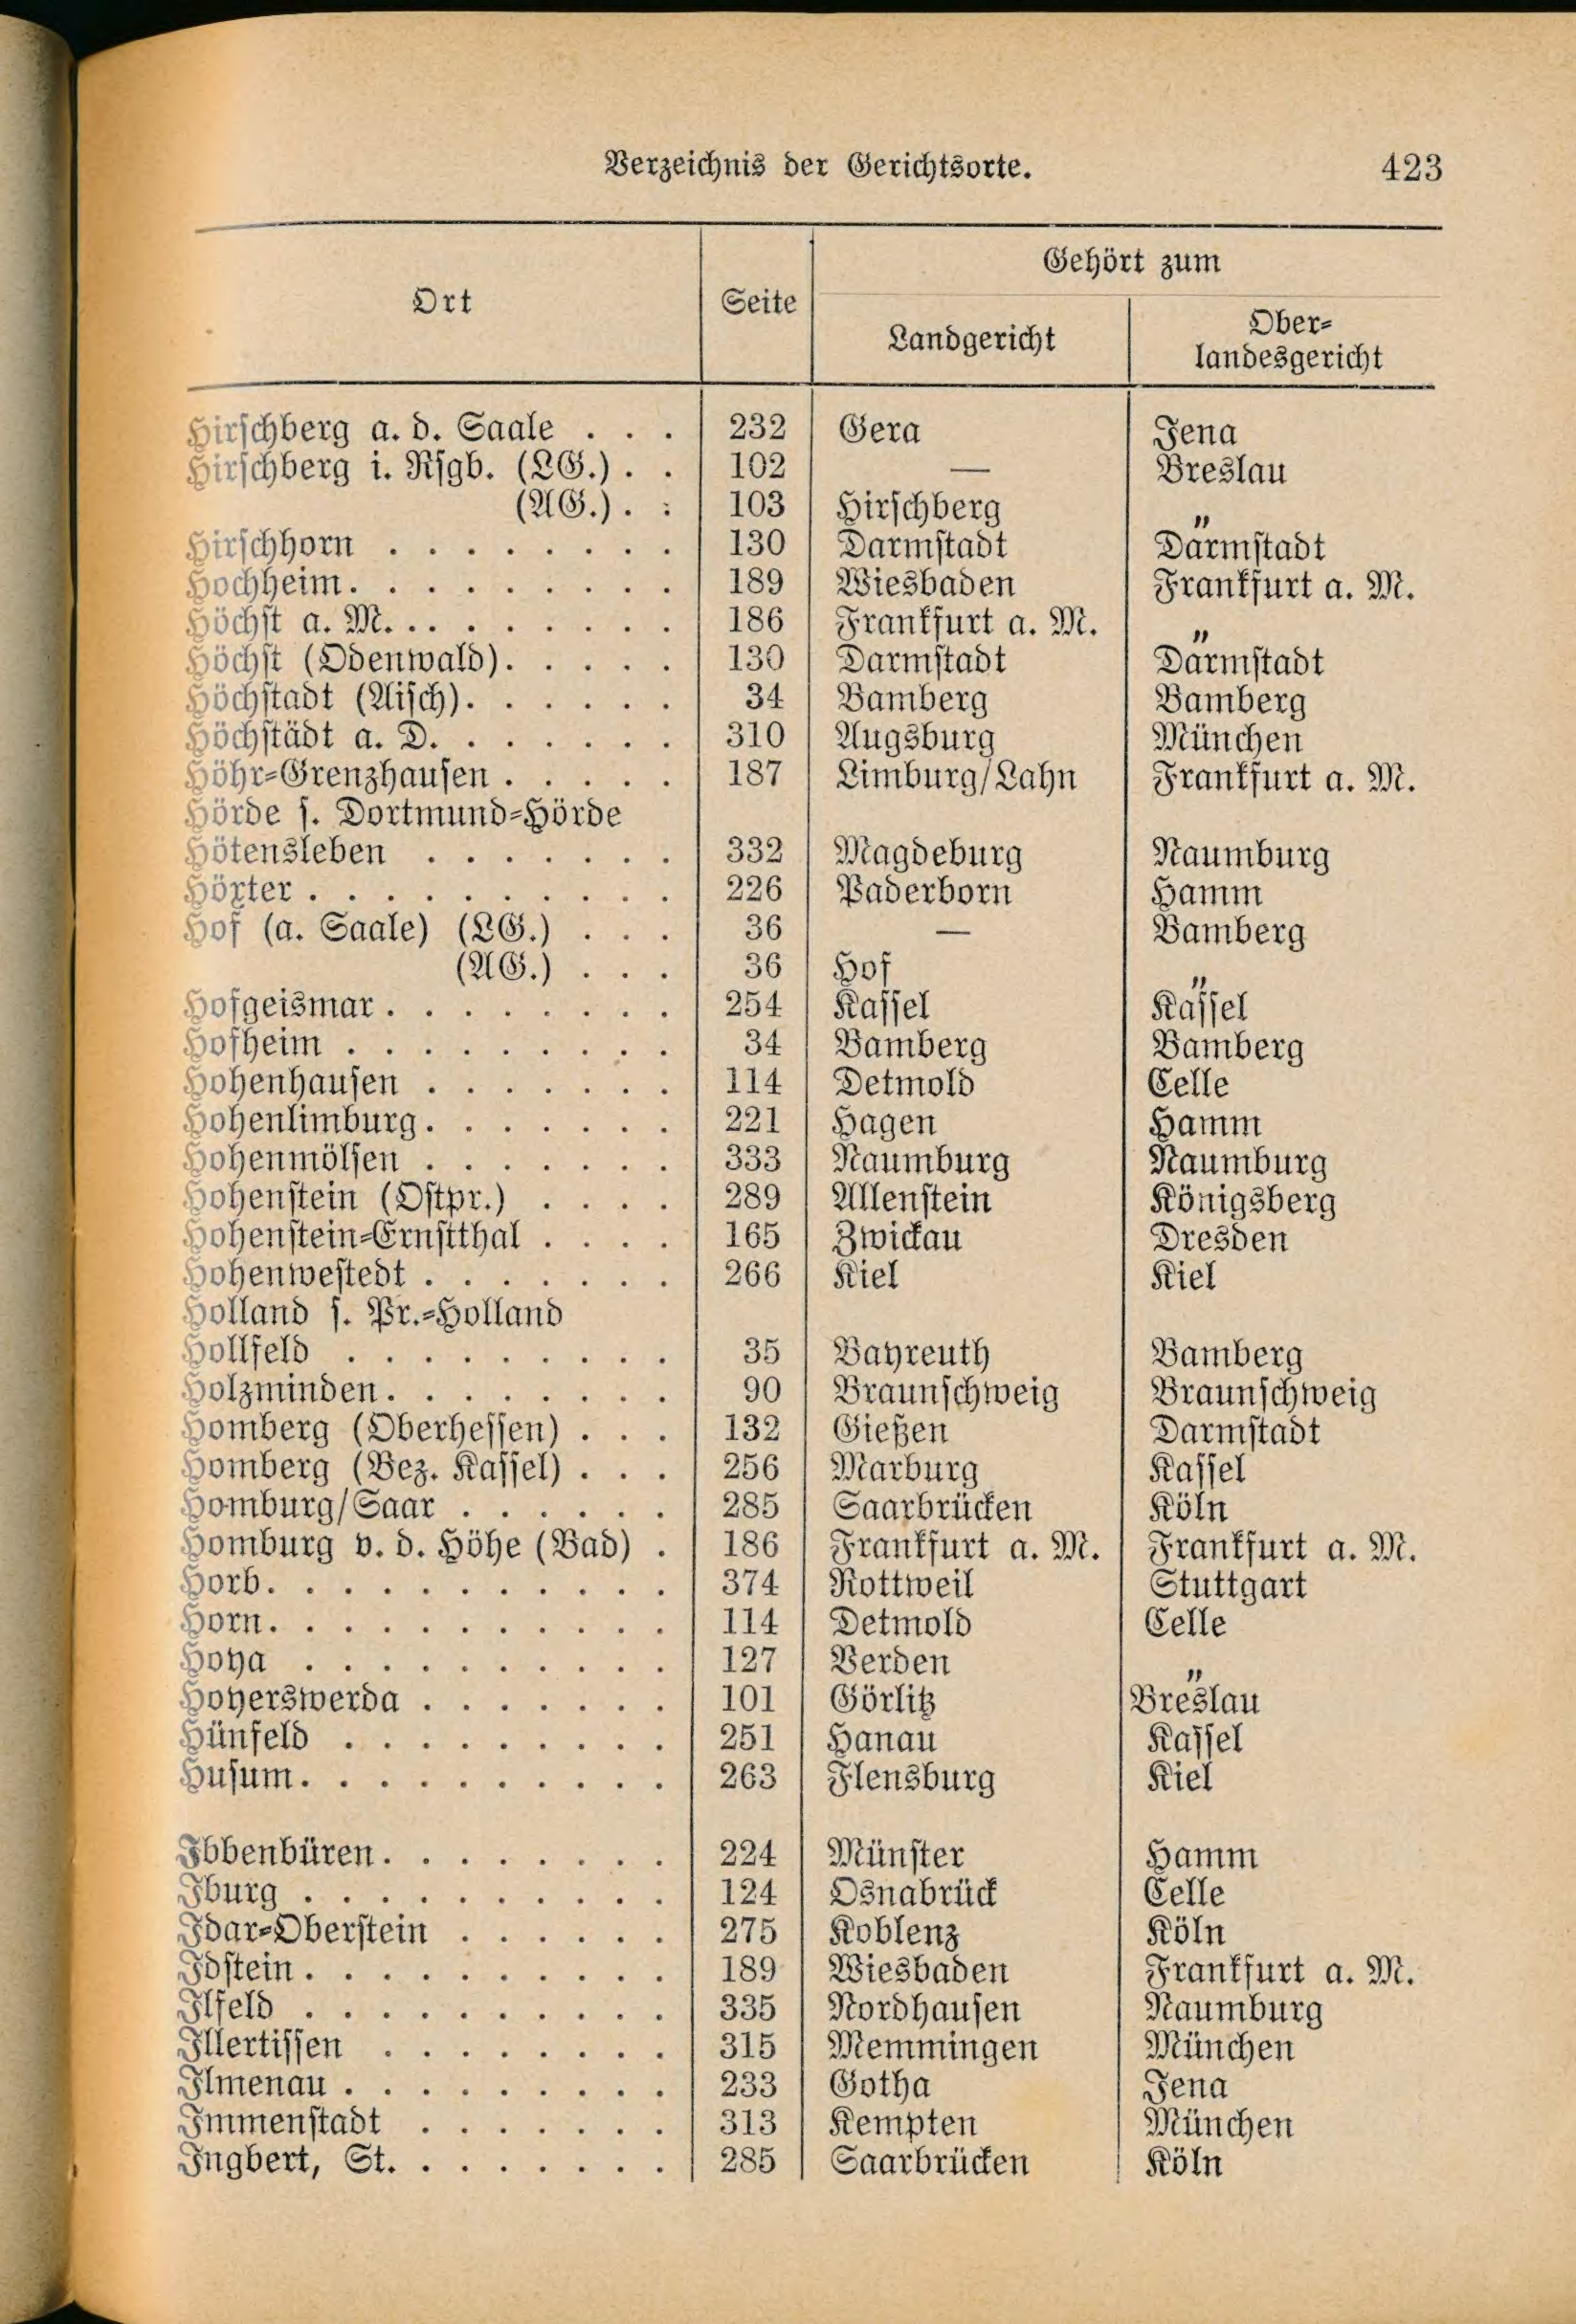 Verzeichnis der Gerichtsorte. 423
Ort Seite Gehört zum
Landgericht Ober-
landesgericht
Hirschberg a. d. Saale . . . 232 Gera Jena
Hirschberg i. Rsgb. (LG.) . . 102 — Breslau
(AG.) . . 103 Hirschberg "
Hirschhorn . . . . . . . . 130 Darmstadt Darmstadt
Hochheim. . . . . . . . . 189 Wiesbaden Frankfurt a. M.
Höchst a. M. . . . . . . . . 186 Frankfurt a. M. "
Höchst (Odenwald). . . . . 130 Darmstadt Darmstadt
Höchstadt (Aisch). . . . . . 34 Bamberg Bamberg
Höchstädt a. D. . . . . . . 310 Augsburg München
Höhr-Grenzhausen . . . . . 187 Limburg/Lahn Frankfurt a. M.
Hörde s. Dortmund-Hörde
Hötensleben . . . . . . . 332 Magdeburg Naumburg
Höxter . . . . . . . . . . 226 Paderborn Hamm
Hof (a. Saale) (LG.) . . . 36 — Bamberg
(AG.) . . . 36 Hof "
Hofgeismar . . . . . . . . 254 Kassel Kassel
Hofheim . . . . . . . . . 34 Bamberg Bamberg
Hohenhausen . . . . . . . 114 Detmold Celle
Hohenlimburg. . . . . . . 221 Hagen Hamm
Hohenmölsen . . . . . . . 333 Naumburg Naumburg
Hohenstein (Ostpr.) . . . . 289 Allenstein Königsberg
Hohenstein-Ernstthal . . . . 165 Zwickau Dresden
Hohenwestedt . . . . . . . 266 Kiel Kiel
Holland s. Pr.-Holland
Hollfeld . . . . . . . . . 35 Bayreuth Bamberg
Holzminden. . . . . . . . 90 Braunschweig Braunschweig
Homberg (Oberhessen) . . . 132 Gießen Darmstadt
Homberg (Bez. Kassel) . . . 256 Marburg Kassel
Homburg/Saar . . . . . . 285 Saarbrücken Köln
Homburg v. d. Höhe (Bad) . 186 Frankfurt a. M. Frankfurt a. M.
Horb. . . . . . . . . . . 374 Rottweil Stuttgart
Horn. . . . . . . . . . . 114 Detmold Celle
Hoya . . . . . . . . . . 127 Verden "
Hoyerswerda . . . . . . . 101 Görlitz Breslau
Hünfeld . . . . . . . . . 251 Hanau Kassel
Husum. . . . . . . . . . 263 Flensburg Kiel
Ibbenbüren. . . . . . . . 224 Münster Hamm
Iburg . . . . . . . . . . 124 Osnabrück Celle
Idar-Oberstein . . . . . . 275 Koblenz Köln
Idstein . . . . . . . . . . 189 Wiesbaden Frankfurt a. M.
Ilfeld . . . . . . . . . . 335 Nordhausen Naumburg
Illertissen . . . . . . . . 315 Memmingen München
Ilmenau . . . . . . . . . 233 Gotha Jena
Immenstadt . . . . . . . 313 Kempten München
Ingbert, St. . . . . . . . 285 Saarbrücken Köln